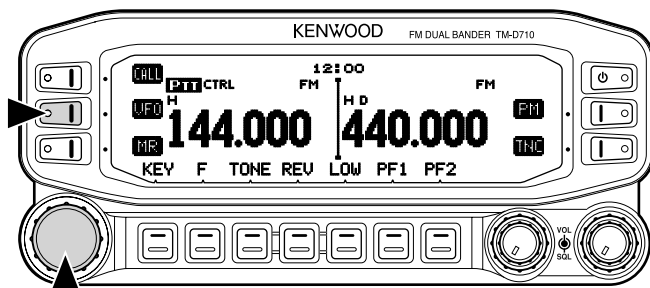 KENWOOD FM DUAL BANDER TM-D710
12:00
CALL PTT CTRL FM FM
VFO H 144.000 H D 440.000 PM
MR TNC
KEY F TONE REV LOW PF1 PF2
VOL
SQL